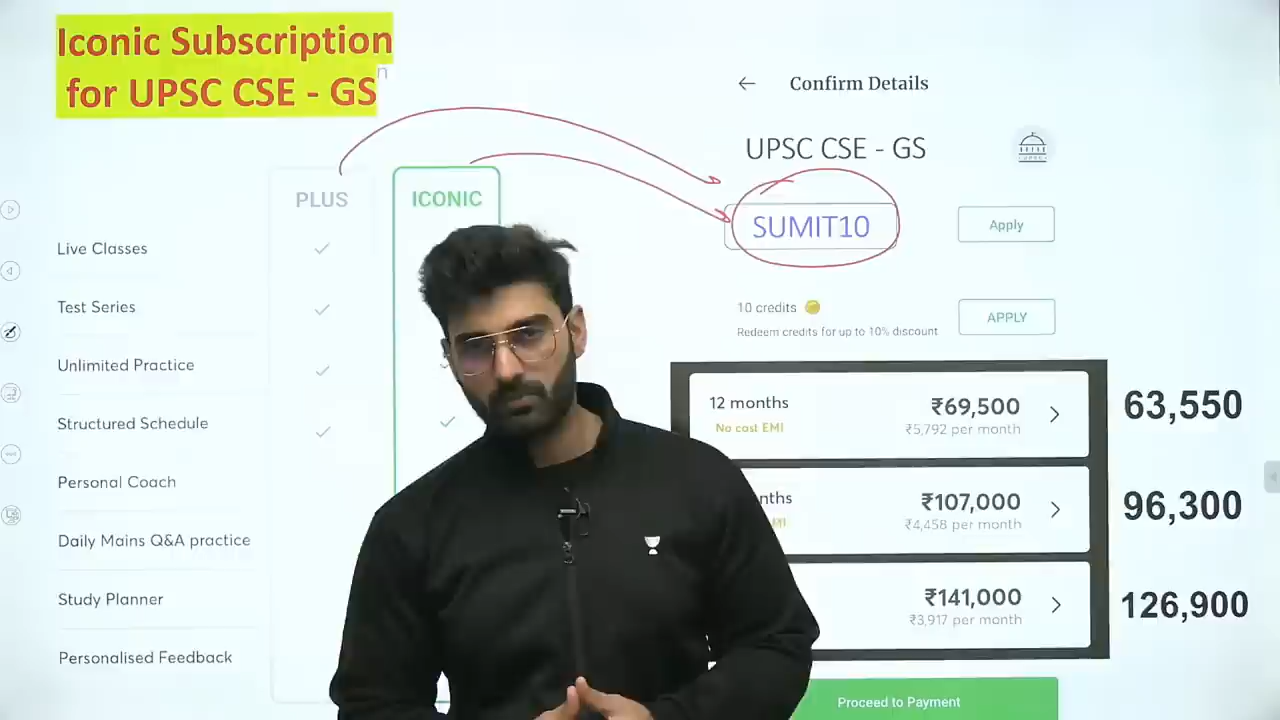 Iconic Subscription
for UPSC CSE - GS
n
PLUS
ICONIC
Live Classes
Test Series
Unlimited Practice
Structured Schedule
Personal Coach
Daily Mains Q&A practice
Study Planner
Personalised Feedback
Confirm Details
UPSC CSE - GS
SUMIT10
Apply
10 credits
Redeem credits for up to 10% discount
APPLY
12 months
No cost EMI
₹69,500
₹5,792 per month
63,550
nths
MI
₹107,000
₹4,458 per month
96,300
₹141,000
₹3,917 per month
126,900
Proceed to Payment